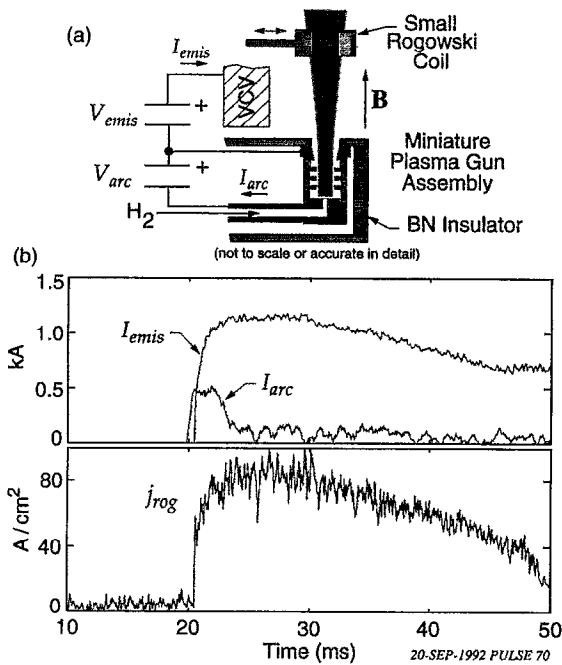 (a)
Small
Rogowski
Coil
I_emis
VCV
B
V_emis
+
Miniature
Plasma Gun
Assembly
V_arc
+
I_arc
H2
BN Insulator
(not to scale or accurate in detail)
(b)
1.5
1.0
kA
I_emis
0.5
I_arc
0
80
j_rog
A/cm²
40
0
10 20 30 40 50
Time (ms)
20-SEP-1992 PULSE 70